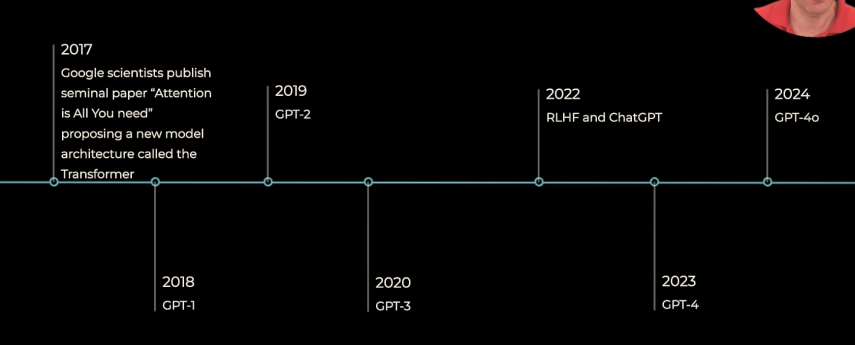 2017
Google scientists publish
seminal paper “Attention
is All You need”
proposing a new model
architecture called the
Transformer
2018
GPT-1
2019
GPT-2
2020
GPT-3
2022
RLHF and ChatGPT
2023
GPT-4
2024
GPT-4o